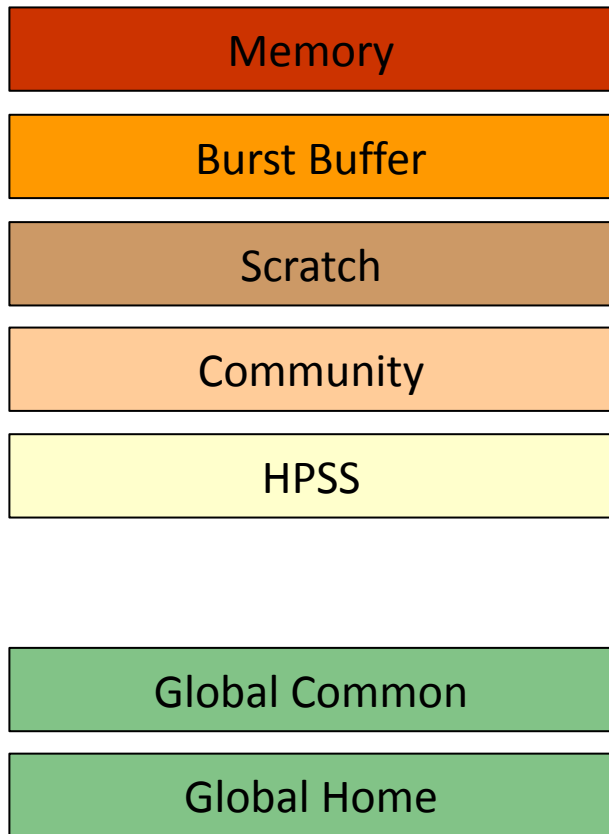 Memory
Burst Buffer
Scratch
Community
HPSS
Global Common
Global Home